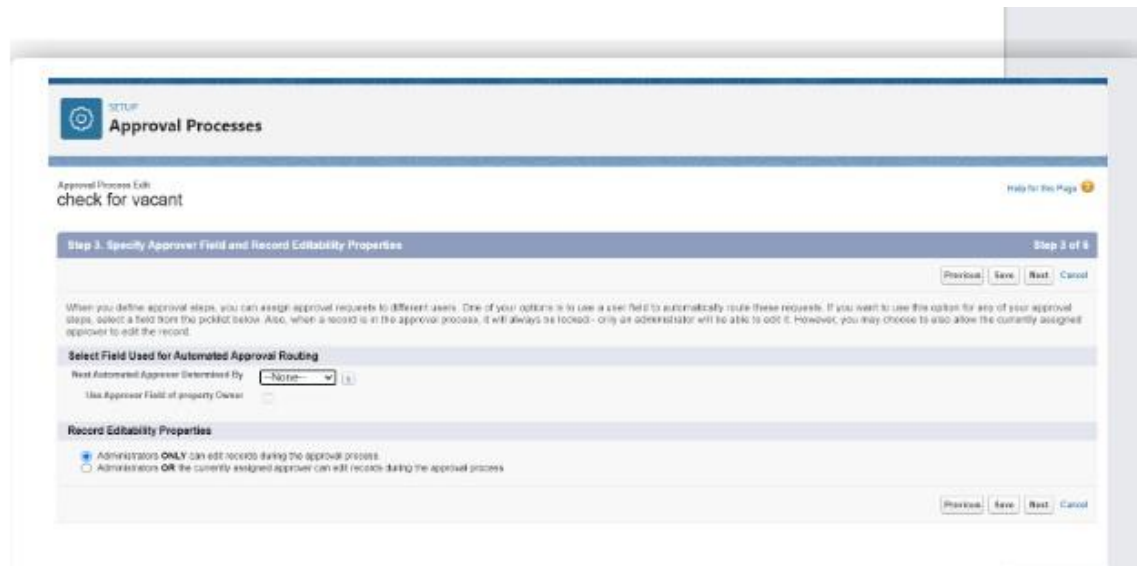 SETUP
Approval Processes
Approval Process Edit
check for vacant
Help for this Page
Step 3. Specify Approver Field and Record Editability Properties
Step 3 of 6
Previous Save Next Cancel
When you define approval steps, you can assign approval requests to different users. One of your options is to use a user field to automatically route these requests. If you want to use this option for any of your approval
steps, select a field from the picklist below. Also, when a record is in the approval process, it will always be locked - only an administrator will be able to edit it. However, you may choose to also allow the currently assigned
approver to edit the record.
Select Field Used for Automated Approval Routing
Next Automated Approver Determined By --None--
Use Approver Field of property Owner
Record Editability Properties
Administrators ONLY can edit records during the approval process.
Administrators OR the currently assigned approver can edit records during the approval process.
Previous Save Next Cancel